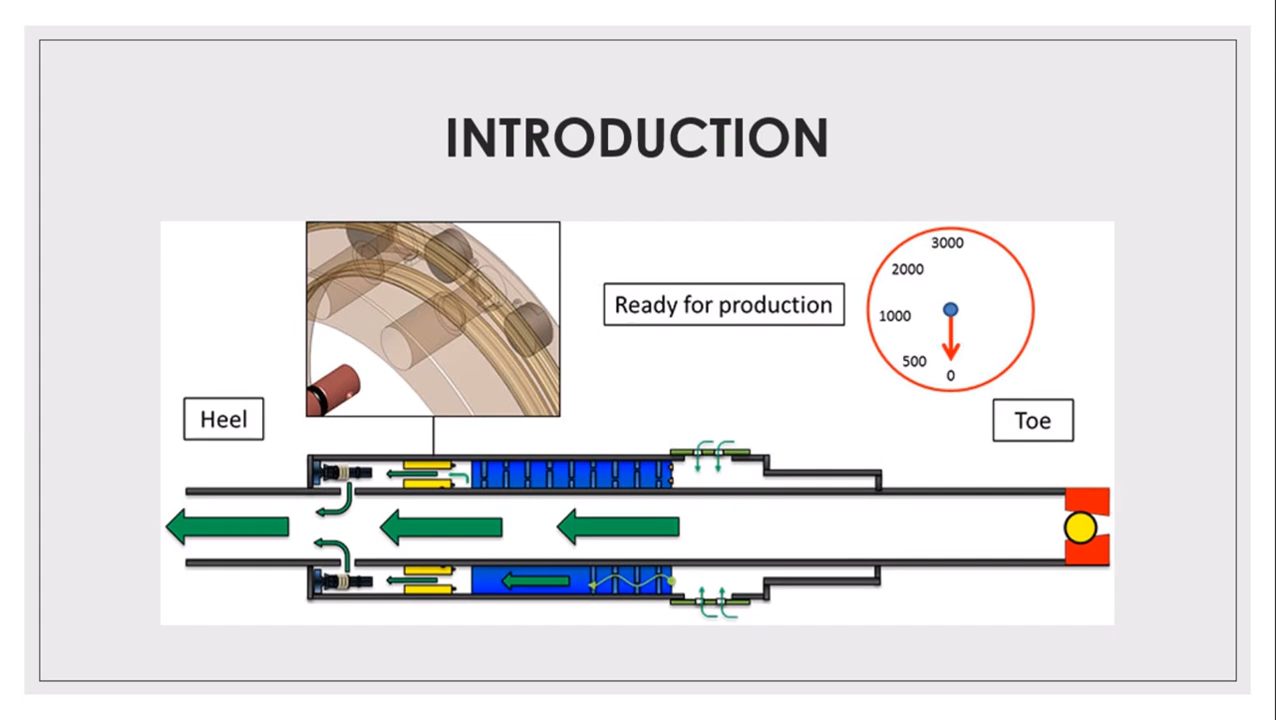 INTRODUCTION
Ready for production
3000
2000
1000
500
0
Heel
Toe